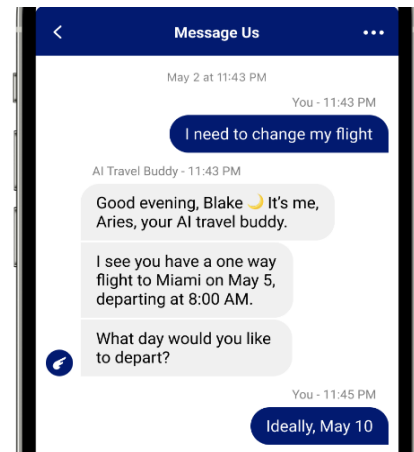 Message Us
May 2 at 11:43 PM
You - 11:43 PM
I need to change my flight
AI Travel Buddy - 11:43 PM
Good evening, Blake 🌙 It's me,
Aries, your AI travel buddy.
I see you have a one way
flight to Miami on May 5,
departing at 8:00 AM.
What day would you like
to depart?
You - 11:45 PM
Ideally, May 10